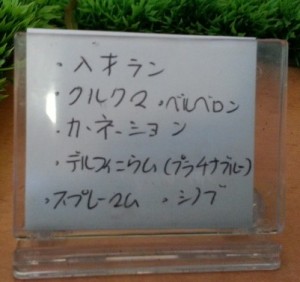 ・入才ラン
・クルクマ ・ベルベロン
・カーネーション
・デルフィニウム(プラチナブルー)
・スプレーマム ・シノブ